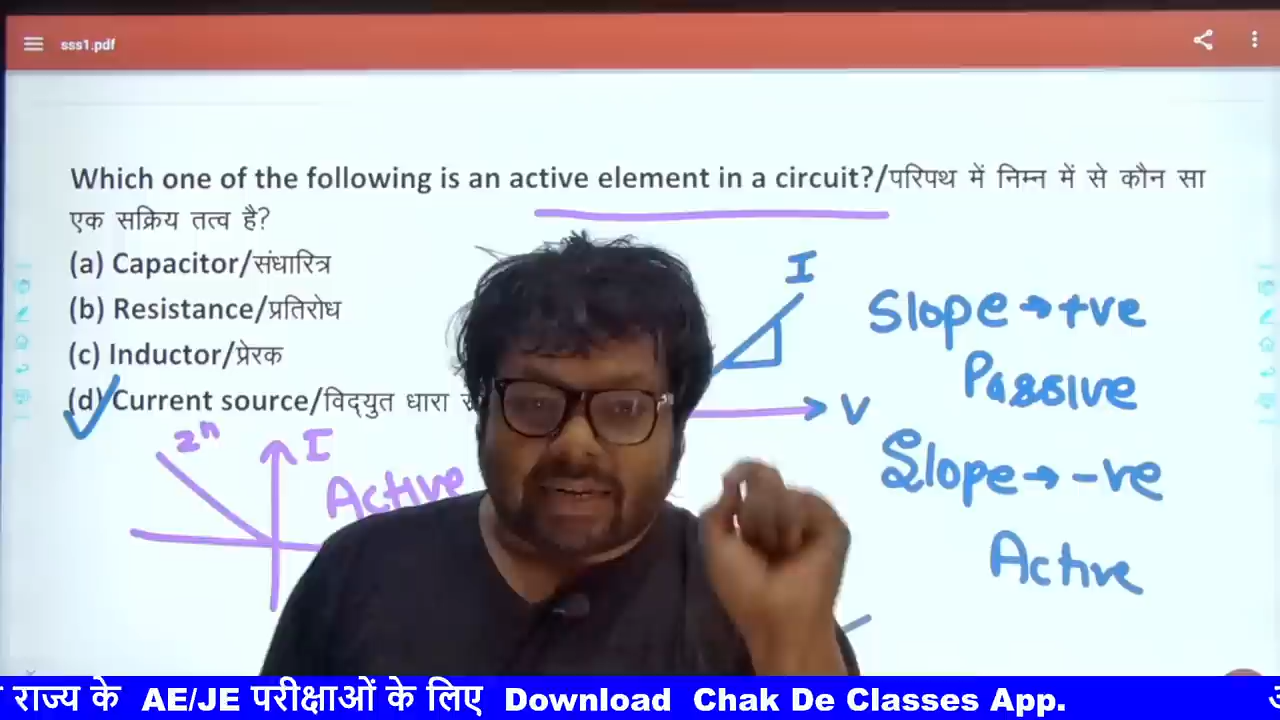 sss1.pdf
Which one of the following is an active element in a circuit?/परिपथ में निम्न में से कौन सा
एक सक्रिय तत्व है?
(a) Capacitor/संधारित्र
(b) Resistance/प्रतिरोध
(c) Inductor/प्रेरक
(d) Current source/विद्युत धारा
I
V
Slope → +ve
Passive
Slope → -ve
Active
2ⁿ
I
Active
राज्य के AE/JE परीक्षाओं के लिए Download Chak De Classes App.